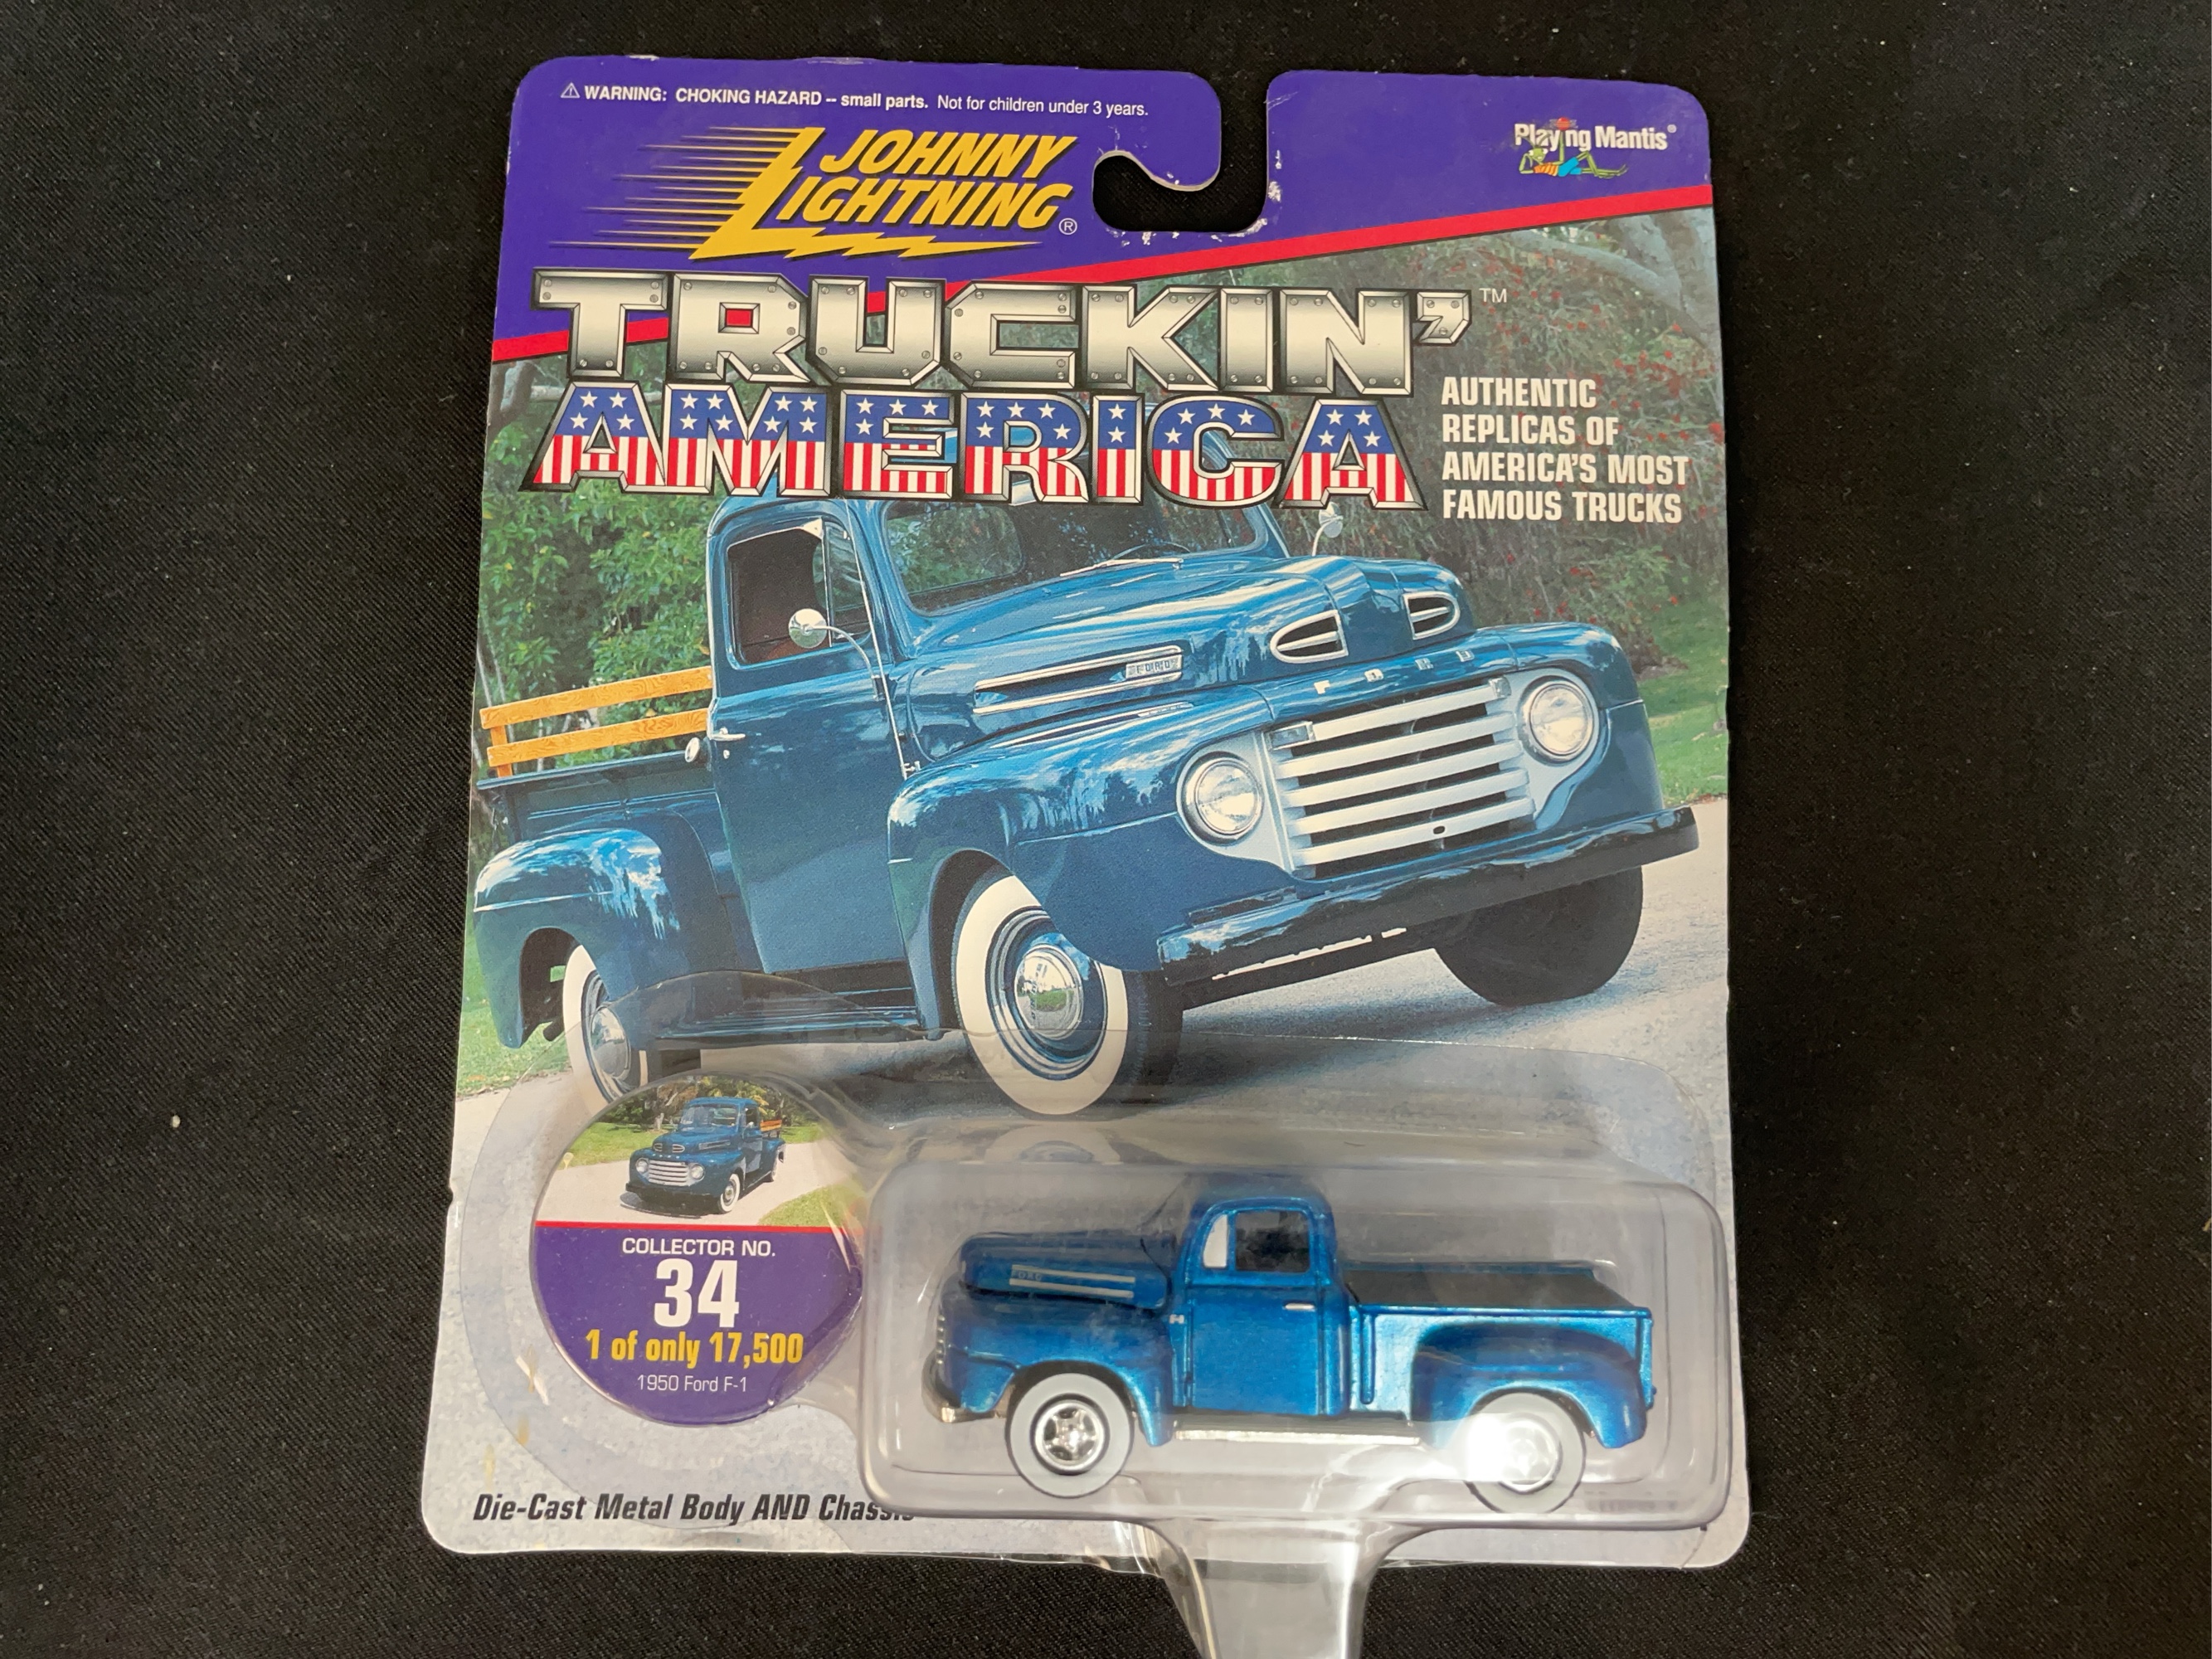 ⚠ WARNING: CHOKING HAZARD -- small parts. Not for children under 3 years.
JOHNNY
LIGHTNING®
Playing Mantis®
TRUCKIN'™
AMERICA
AUTHENTIC
REPLICAS OF
AMERICA'S MOST
FAMOUS TRUCKS
FORD
FORD
COLLECTOR NO.
34
1 of only 17,500
1950 Ford F-1
FORD
Die-Cast Metal Body AND Chassis